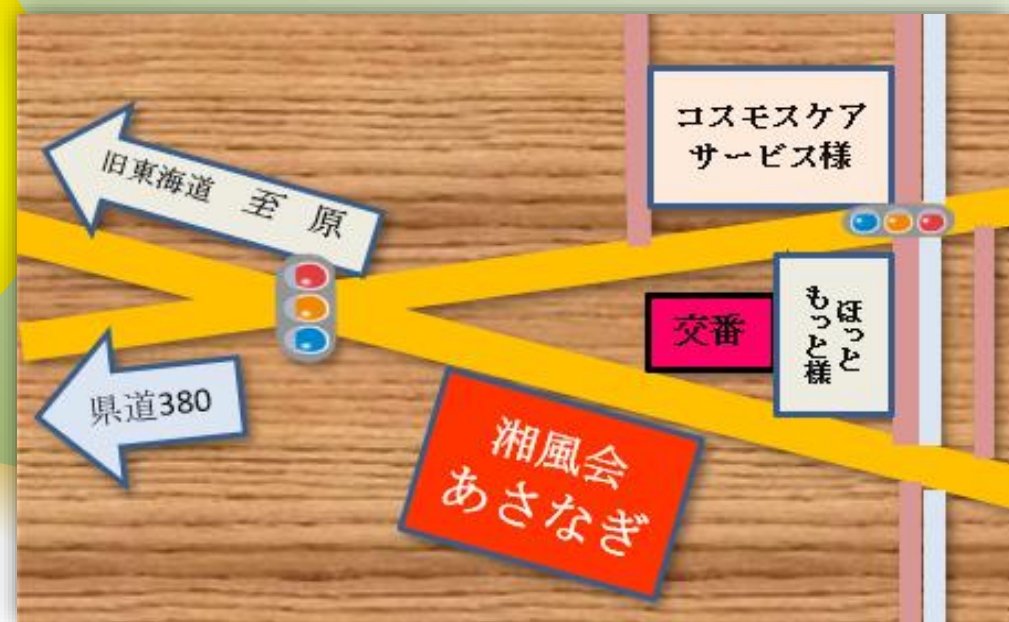 コスモスケア
サービス様
旧東海道　至　原
ほっと
もっと様
交番
県道380
湘風会
あさなぎ